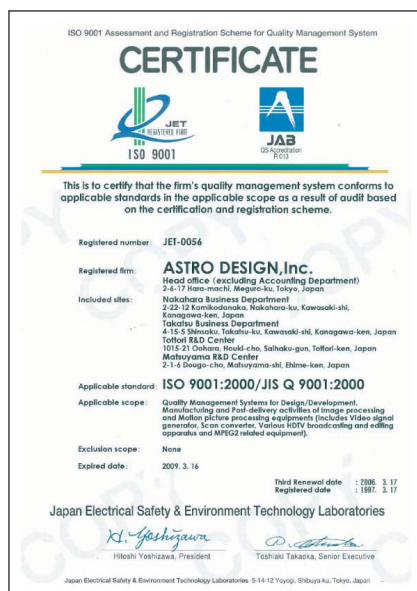 ISO 9001 Assessment and Registration Scheme for Quality Management System
CERTIFICATE
JET
REGISTERED FIRM
ISO 9001
JAB
QS Accreditation
R 013
This is to certify that the firm's quality management system conforms to
applicable standards in the applicable scope as a result of audit based
on the certification and registration scheme.
Registered number: JET-0056
Registered firm: ASTRO DESIGN,Inc.
Head office (excluding Accounting Department)
2-6-17 Hara-machi, Meguro-ku, Tokyo, Japan
Included sites: Nakahara Business Department
2-22-12 Kamikodanaka, Nakahara-ku, Kawasaki-shi,
Kanagawa-ken, Japan
Takatsu Business Department
4-15-5 Shinsaku, Takatsu-ku, Kawasaki-shi, Kanagawa-ken, Japan
Tottori R&D Center
1015-21 Oohara, Houki-cho, Saihaku-gun, Tottori-ken, Japan
Matsuyama R&D Center
2-1-6 Dougo-cho, Matsuyama-shi, Ehime-ken, Japan
Applicable standard: ISO 9001:2000/JIS Q 9001:2000
Applicable scope: Quality Management Systems for Design/Development,
Manufacturing and Post-delivery activities of Image processing
and Motion picture processing equipments (includes Video signal
generator, Scan converter, Various HDTV broadcasting and editing
apparatus and MPEG2 related equipment).
Exclusion scope: None
Expired date: 2009. 3. 16
Third Renewal date : 2006. 3. 17
Registered date : 1997. 3. 17
Japan Electrical Safety & Environment Technology Laboratories
H. Yoshizawa
Hitoshi Yoshizawa, President Toshiaki Takaoka, Senior Executive
Japan Electrical Safety & Environment Technology Laboratories 5-14-12 Yoyogi, Shibuya-ku, Tokyo, Japan